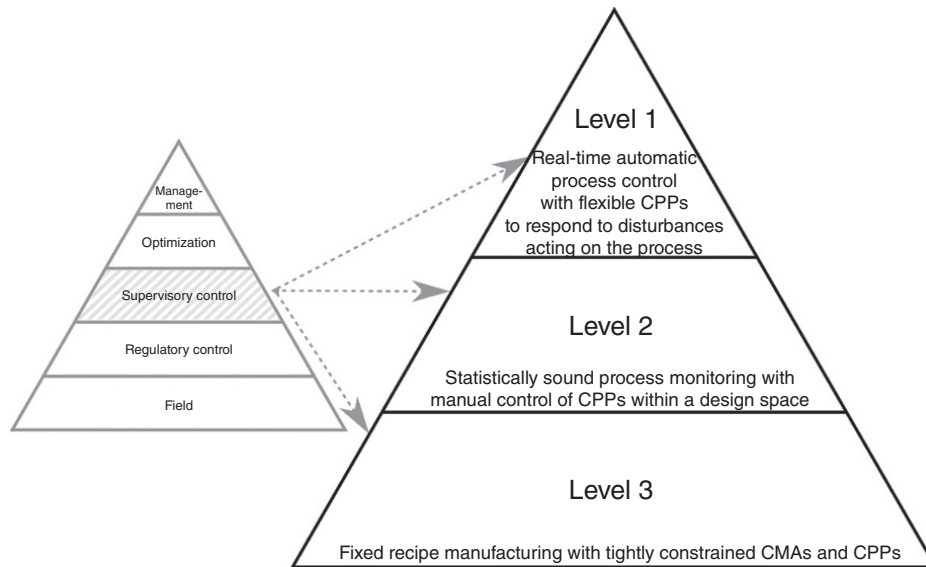 Manage-
ment
Optimization
Supervisory control
Regulatory control
Field
Level 1
Real-time automatic
process control
with flexible CPPs
to respond to disturbances
acting on the process
Level 2
Statistically sound process monitoring with
manual control of CPPs within a design space
Level 3
Fixed recipe manufacturing with tightly constrained CMAs and CPPs